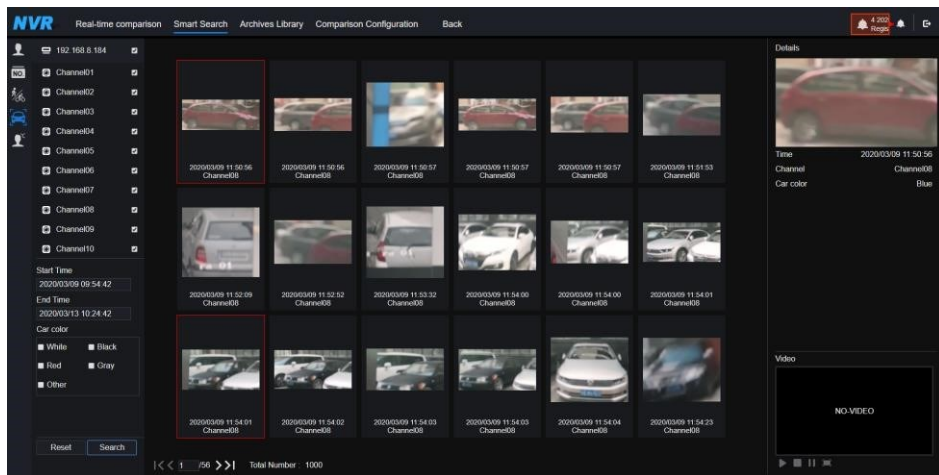 NVR Real-time comparison Smart Search Archives Library Comparison Configuration Back
4 202
Regis
NO.
192.168.8.184
Channel01
Channel02
Channel03
Channel04
Channel05
Channel06
Channel07
Channel08
Channel09
Channel10
Start Time
2020/03/09 09:54:42
End Time
2020/03/13 10:24:42
Car color
White Black
Red Gray
Other
Reset Search
2020/03/09 11:50:56 2020/03/09 11:50:56 2020/03/09 11:50:57 2020/03/09 11:50:57 2020/03/09 11:50:57 2020/03/09 11:51:53
Channel08 Channel08 Channel08 Channel08 Channel08 Channel08
2020/03/09 11:52:09 2020/03/09 11:52:52 2020/03/09 11:53:32 2020/03/09 11:54:00 2020/03/09 11:54:00 2020/03/09 11:54:01
Channel08 Channel08 Channel08 Channel08 Channel08 Channel08
2020/03/09 11:54:01 2020/03/09 11:54:02 2020/03/09 11:54:03 2020/03/09 11:54:03 2020/03/09 11:54:04 2020/03/09 11:54:23
Channel08 Channel08 Channel08 Channel08 Channel08 Channel08
1 /56 Total Number : 1000
Details
Time 2020/03/09 11:50:56
Channel Channel08
Car color Blue
Video
NO-VIDEO